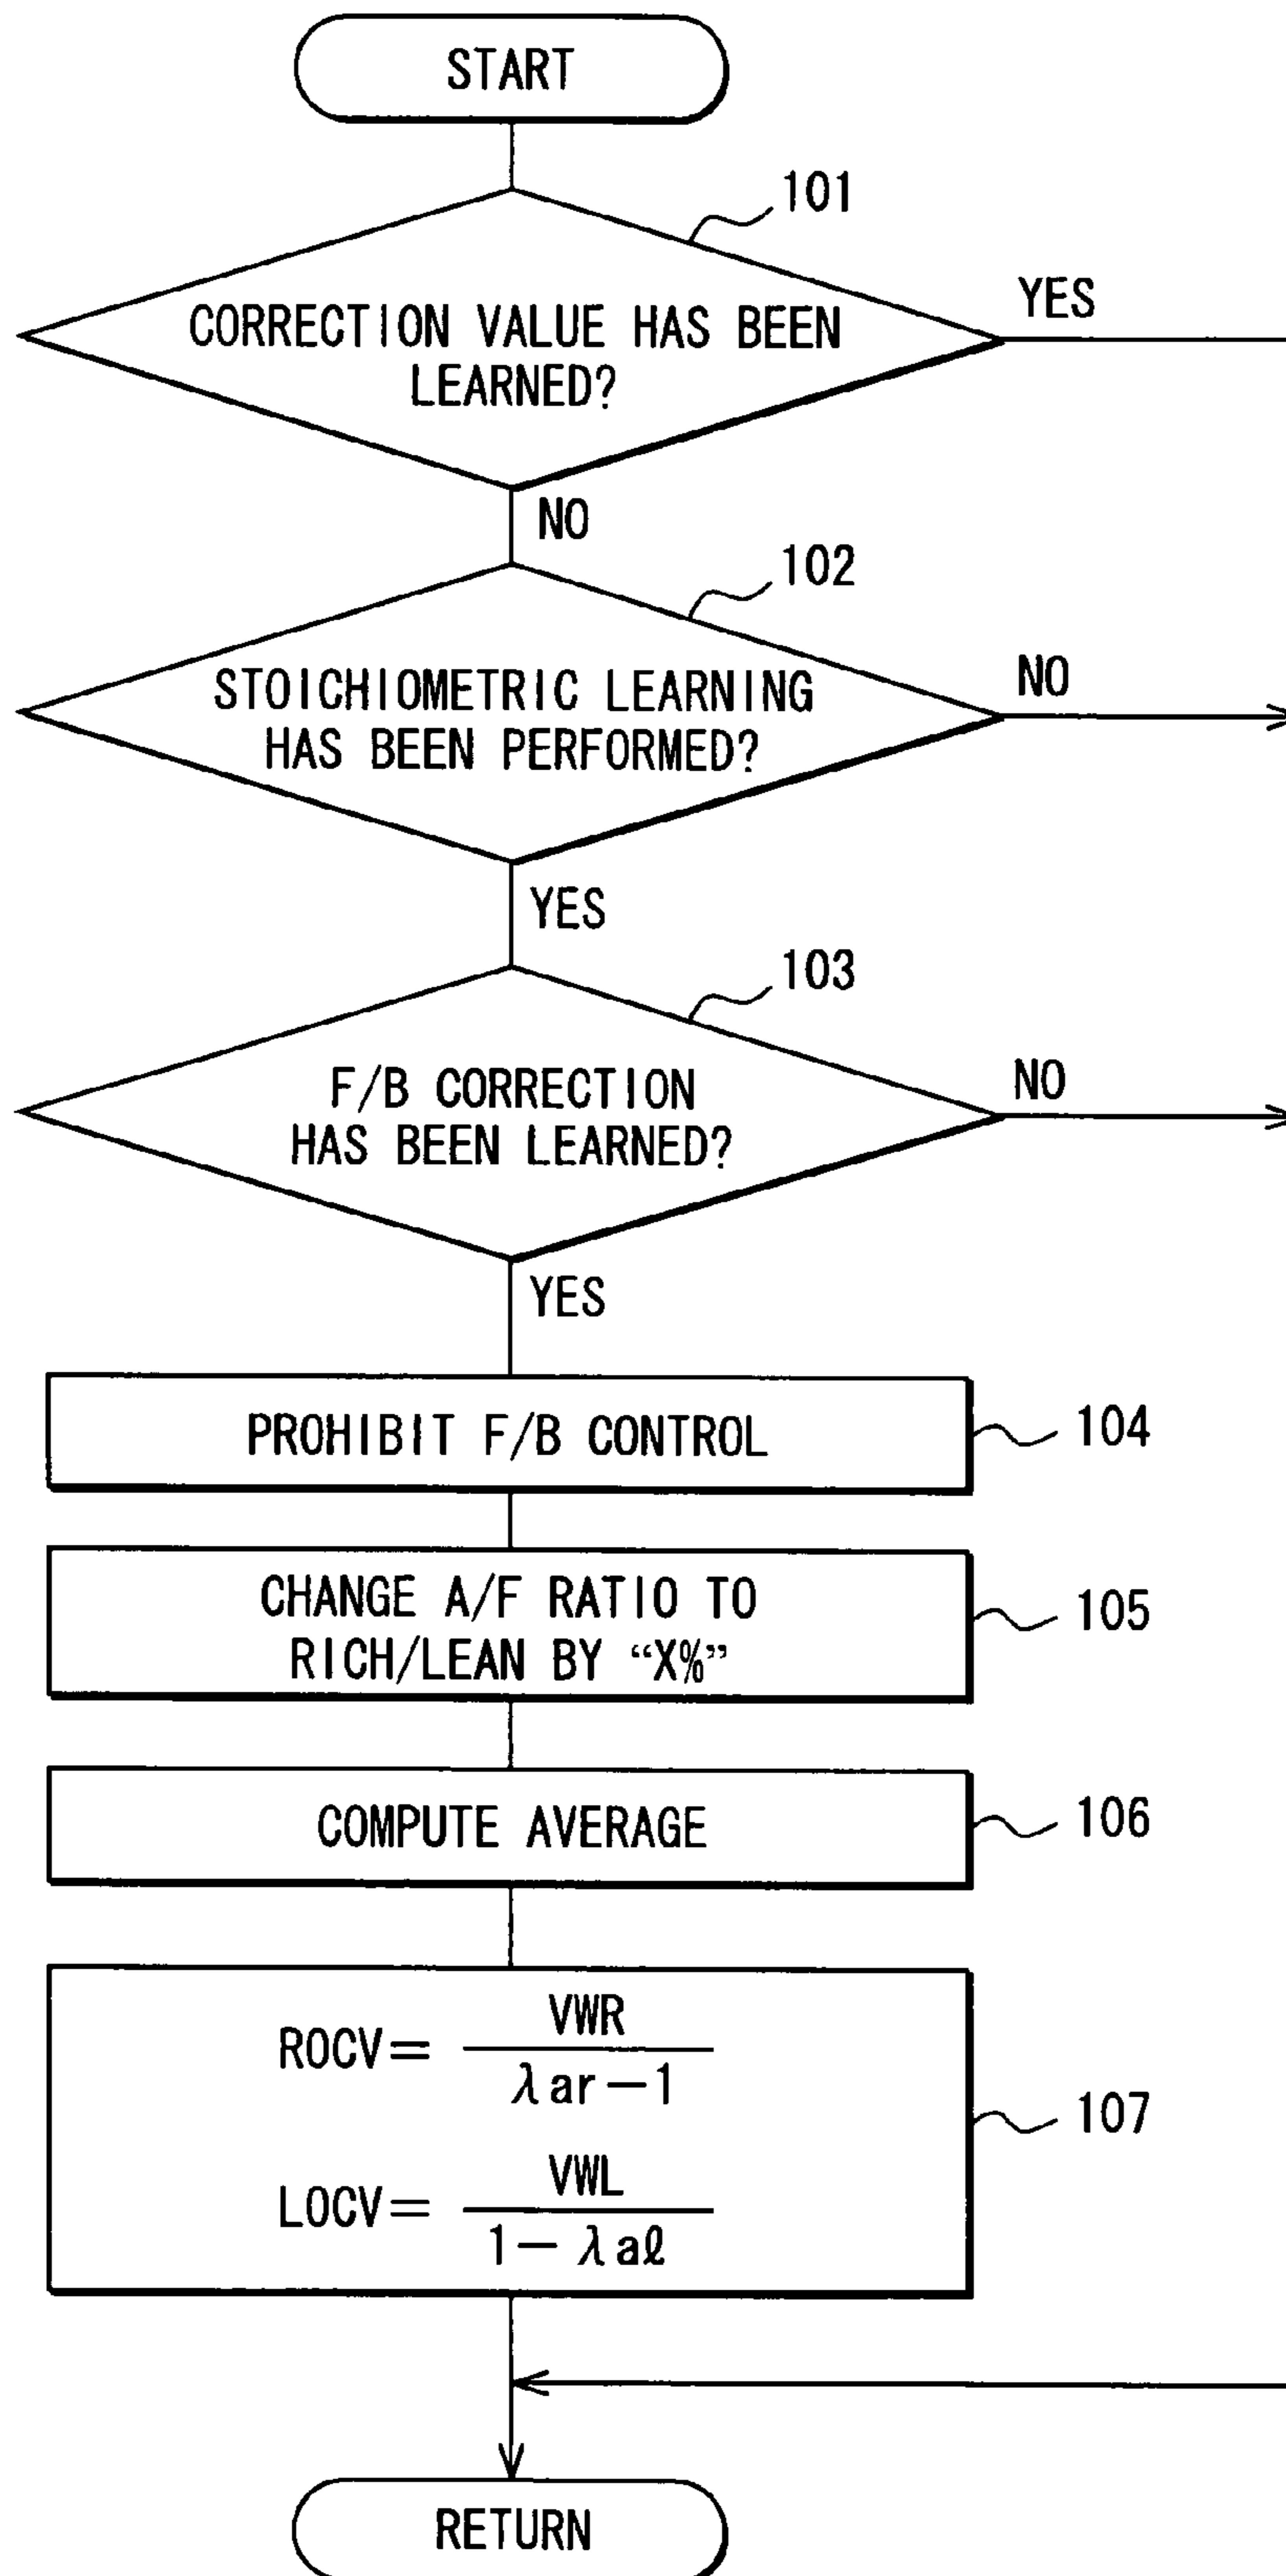 START
101
CORRECTION VALUE HAS BEEN
LEARNED?
YES
NO
102
STOICHIOMETRIC LEARNING
HAS BEEN PERFORMED?
NO
YES
103
F/B CORRECTION
HAS BEEN LEARNED?
NO
YES
PROHIBIT F/B CONTROL
104
CHANGE A/F RATIO TO
RICH/LEAN BY “X%”
105
COMPUTE AVERAGE
106
VWR
ROCV=
λar−1
107
VWL
LOCV=
1−λaℓ
RETURN